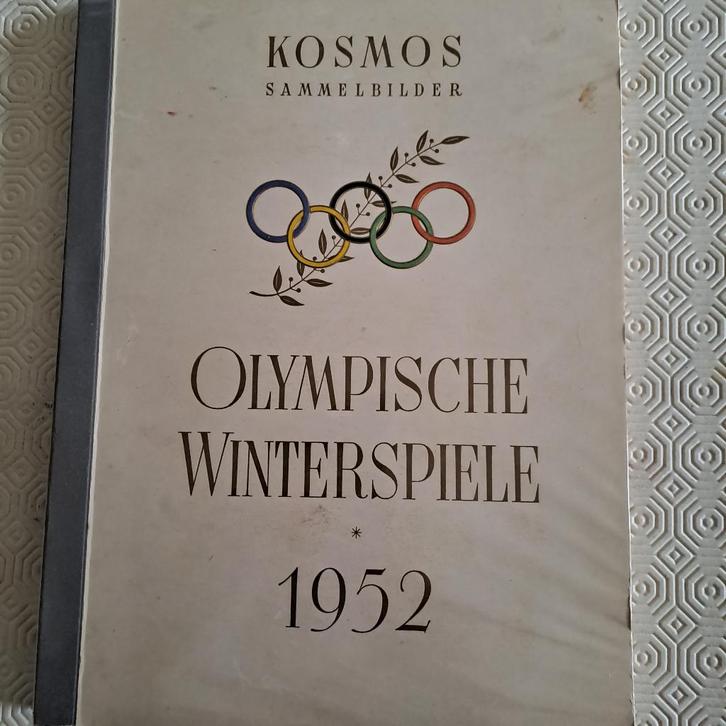 KOSMOS
SAMMELBILDER
OLYMPISCHE
WINTERSPIELE
*
1952